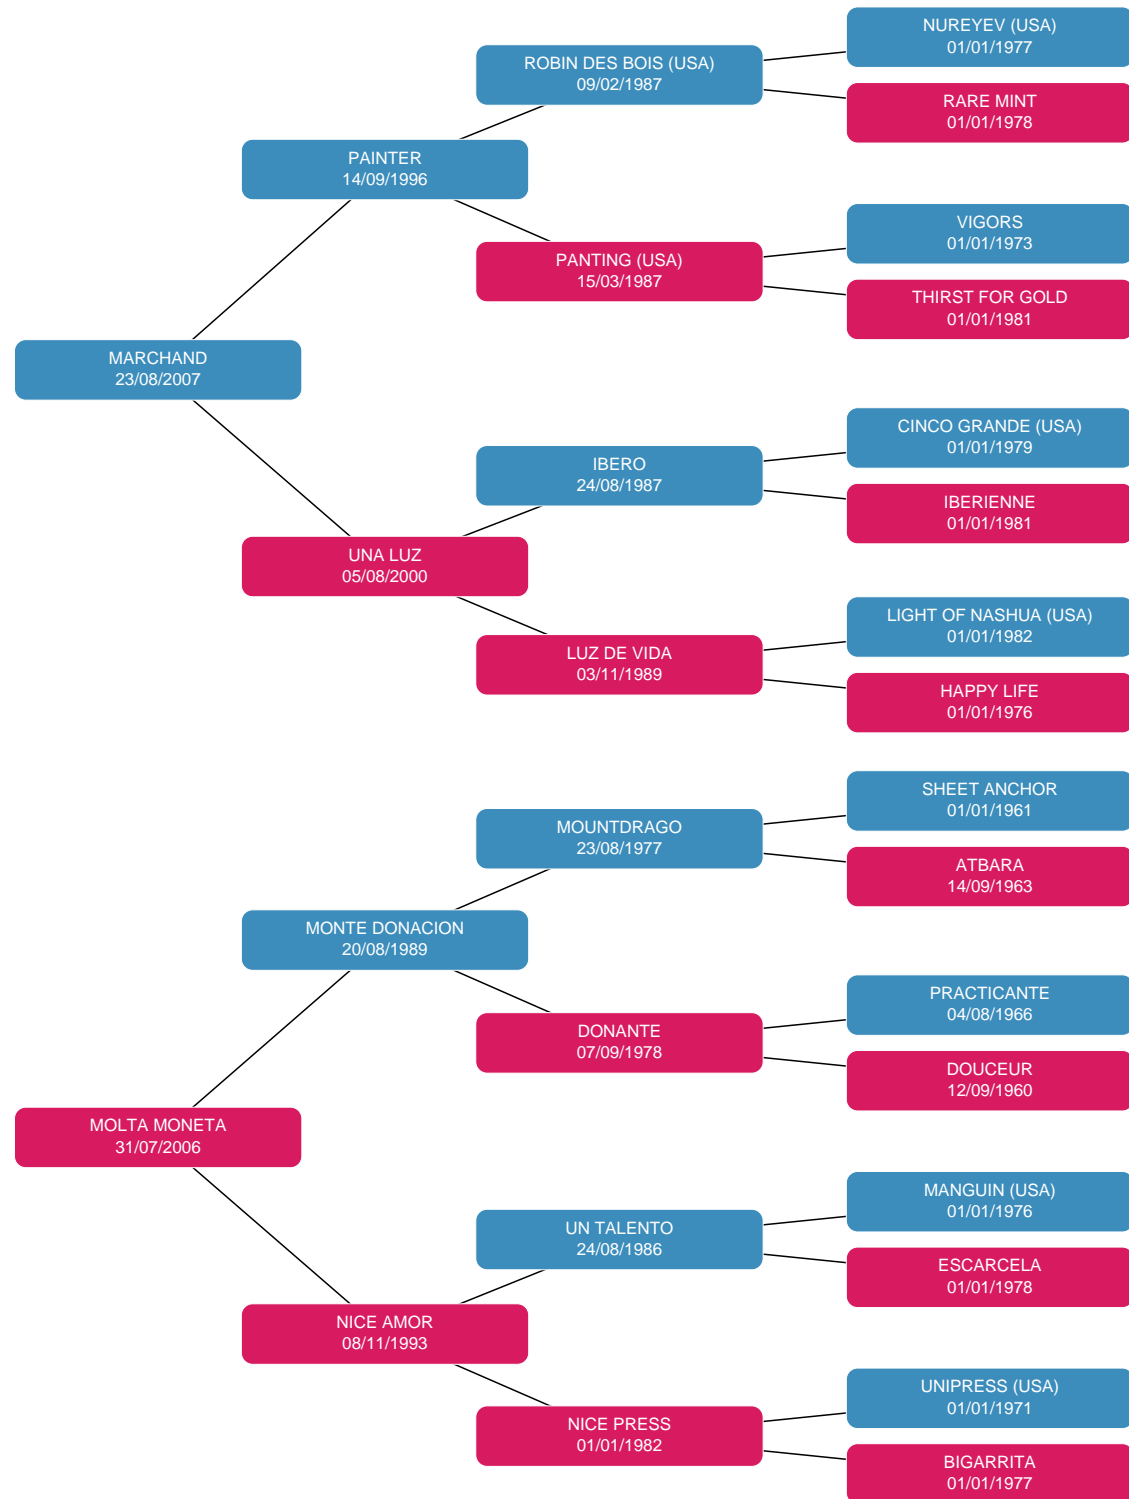 NUREYEV (USA)
01/01/1977
ROBIN DES BOIS (USA)
09/02/1987
RARE MINT
01/01/1978
PAINTER
14/09/1996
VIGORS
01/01/1973
PANTING (USA)
15/03/1987
THIRST FOR GOLD
01/01/1981
MARCHAND
23/08/2007
CINCO GRANDE (USA)
01/01/1979
IBERO
24/08/1987
IBERIENNE
01/01/1981
UNA LUZ
05/08/2000
LIGHT OF NASHUA (USA)
01/01/1982
LUZ DE VIDA
03/11/1989
HAPPY LIFE
01/01/1976
SHEET ANCHOR
01/01/1961
MOUNTDRAGO
23/08/1977
ATBARA
14/09/1963
MONTE DONACION
20/08/1989
PRACTICANTE
04/08/1966
DONANTE
07/09/1978
DOUCEUR
12/09/1960
MOLTA MONETA
31/07/2006
MANGUIN (USA)
01/01/1976
UN TALENTO
24/08/1986
ESCARCELA
01/01/1978
NICE AMOR
08/11/1993
UNIPRESS (USA)
01/01/1971
NICE PRESS
01/01/1982
BIGARRITA
01/01/1977